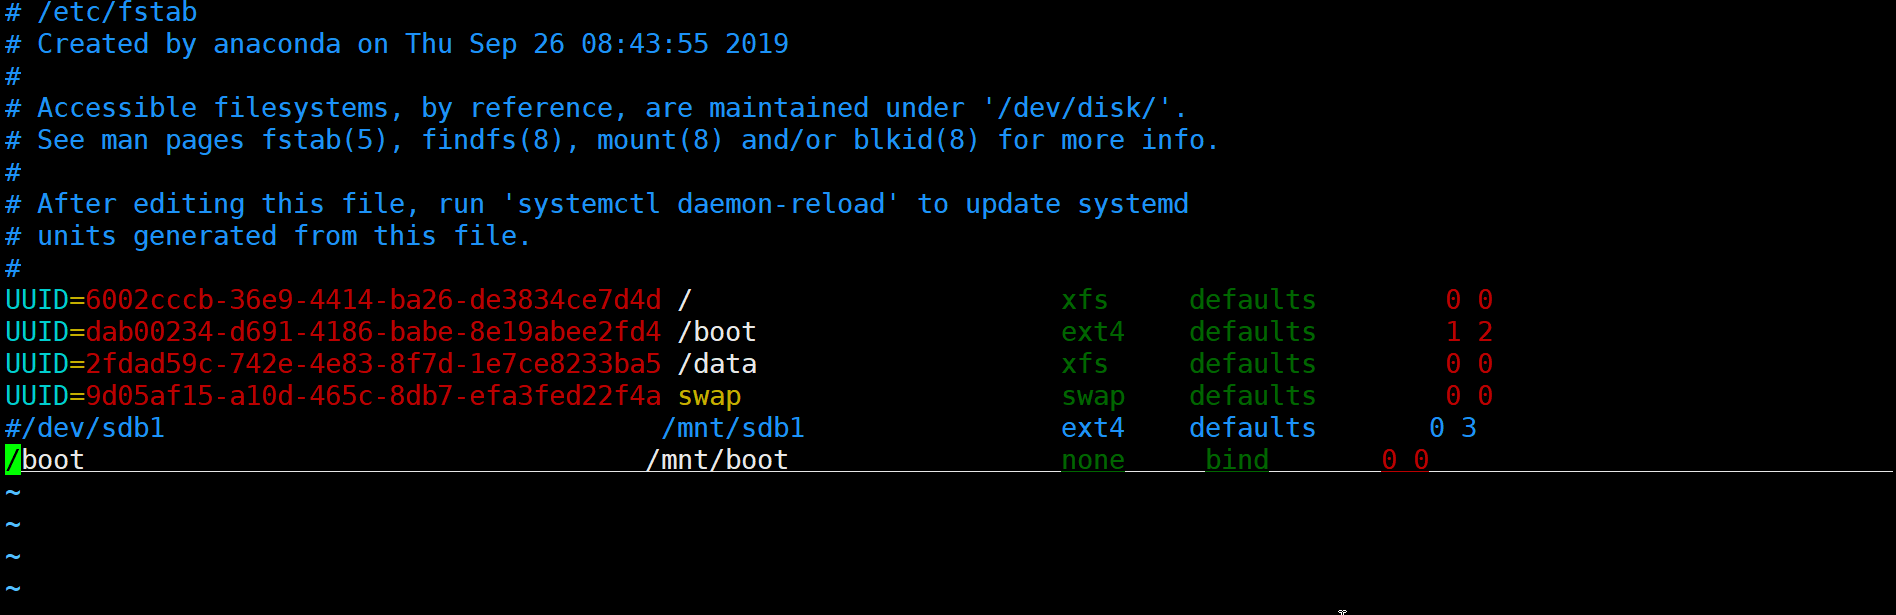 # /etc/fstab
# Created by anaconda on Thu Sep 26 08:43:55 2019
#
# Accessible filesystems, by reference, are maintained under '/dev/disk/'.
# See man pages fstab(5), findfs(8), mount(8) and/or blkid(8) for more info.
#
# After editing this file, run 'systemctl daemon-reload' to update systemd
# units generated from this file.
#
UUID=6002cccb-36e9-4414-ba26-de3834ce7d4d / xfs defaults 0 0
UUID=dab00234-d691-4186-babe-8e19abee2fd4 /boot ext4 defaults 1 2
UUID=2fdad59c-742e-4e83-8f7d-1e7ce8233ba5 /data xfs defaults 0 0
UUID=9d05af15-a10d-465c-8db7-efa3fed22f4a swap swap defaults 0 0
#/dev/sdb1 /mnt/sdb1 ext4 defaults 0 3
/boot /mnt/boot none bind 0 0
~
~
~
~